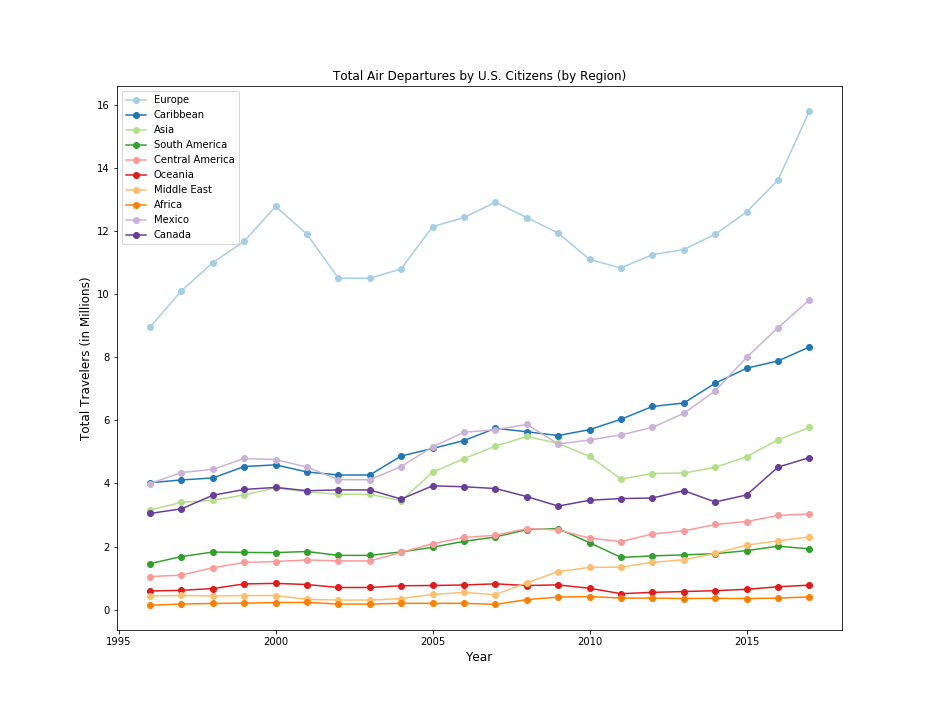 Total Air Departures by U.S. Citizens (by Region)
Europe
Caribbean
Asia
South America
Central America
Oceania
Middle East
Africa
Mexico
Canada
Total Travelers (in Millions)
16
14
12
10
8
6
4
2
0
1995
2000
2005
2010
2015
Year